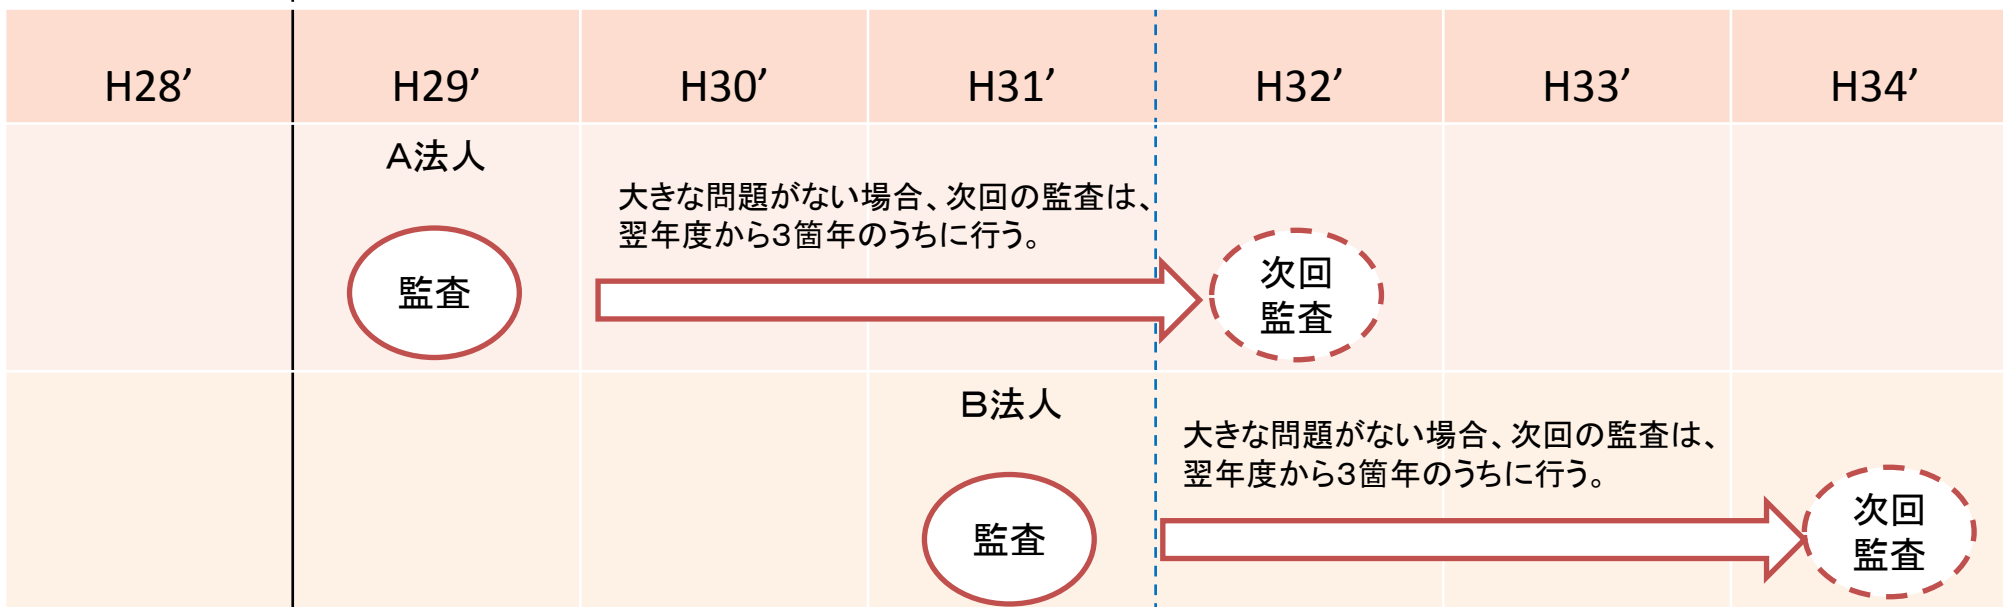 H28’
H29’
H30’
H31’
H32’
H33’
H34’
A法人
大きな問題がない場合、次回の監査は、
翌年度から3箇年のうちに行う。
監査
次回
監査
B法人
大きな問題がない場合、次回の監査は、
翌年度から3箇年のうちに行う。
監査
次回
監査